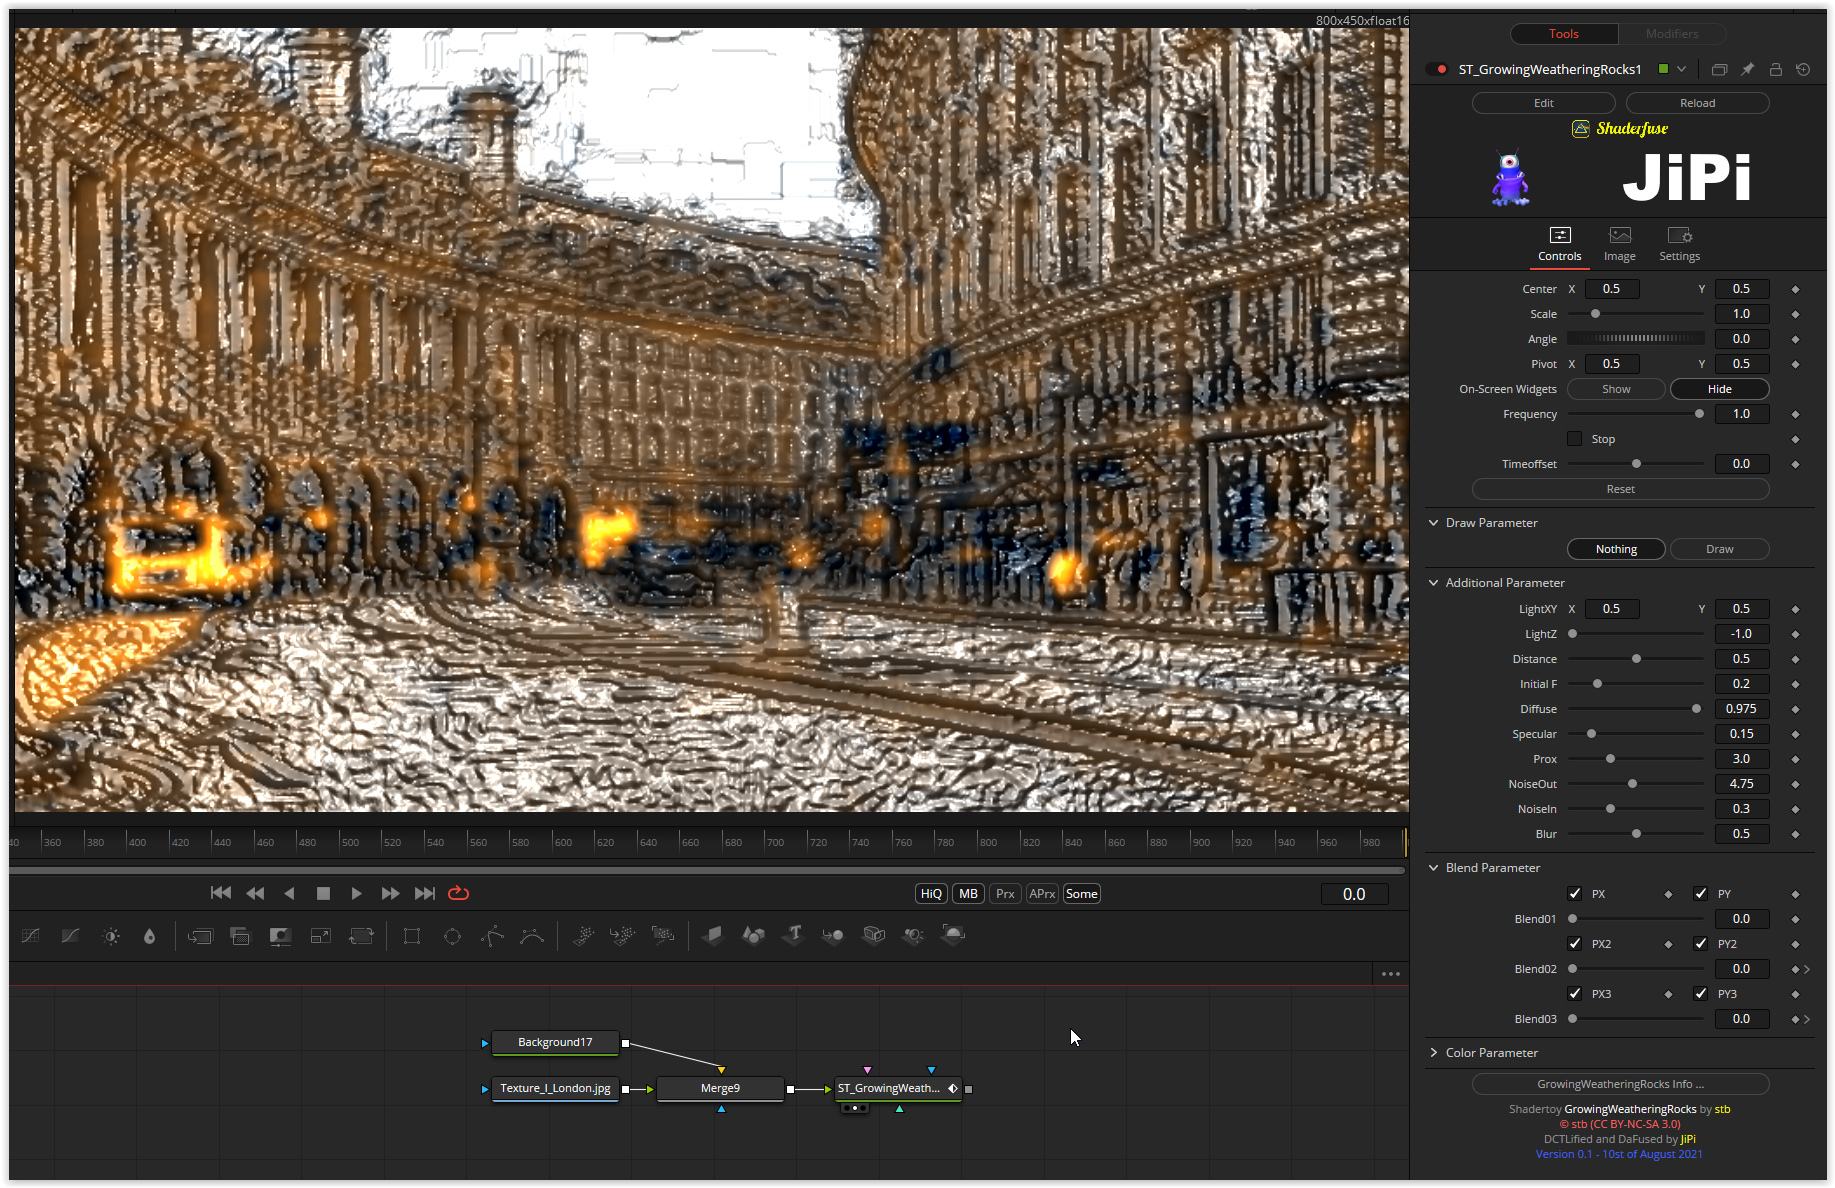 800x450xfloat16
Tools Modifiers
ST_GrowingWeatheringRocks1
Edit Reload
Shaderfuse
JiPi
Controls Image Settings
Center X 0.5 Y 0.5
Scale 1.0
Angle 0.0
Pivot X 0.5 Y 0.5
On-Screen Widgets Show Hide
Frequency 1.0
Stop
Timeoffset 0.0
Reset
Draw Parameter
Nothing Draw
Additional Parameter
LightXY X 0.5 Y 0.5
LightZ -1.0
Distance 0.5
Initial F 0.2
Diffuse 0.975
Specular 0.15
Prox 3.0
NoiseOut 4.75
NoiseIn 0.3
Blur 0.5
Blend Parameter
PX PY
Blend01 0.0
PX2 PY2
Blend02 0.0
PX3 PY3
Blend03 0.0
Color Parameter
GrowingWeatheringRocks Info ...
Shadertoy GrowingWeatheringRocks by stb
© stb (CC BY-NC-SA 3.0)
DCTLified and DaFused by JiPi
Version 0.1 - 10st of August 2021
40 360 380 400 420 440 460 480 500 520 540 560 580 600 620 640 660 680 700 720 740 760 780 800 820 840 860 880 900 920 940 960 980
HiQ MB Prx APrx Some 0.0
Background17
Texture_I_London.jpg Merge9 ST_GrowingWeath...